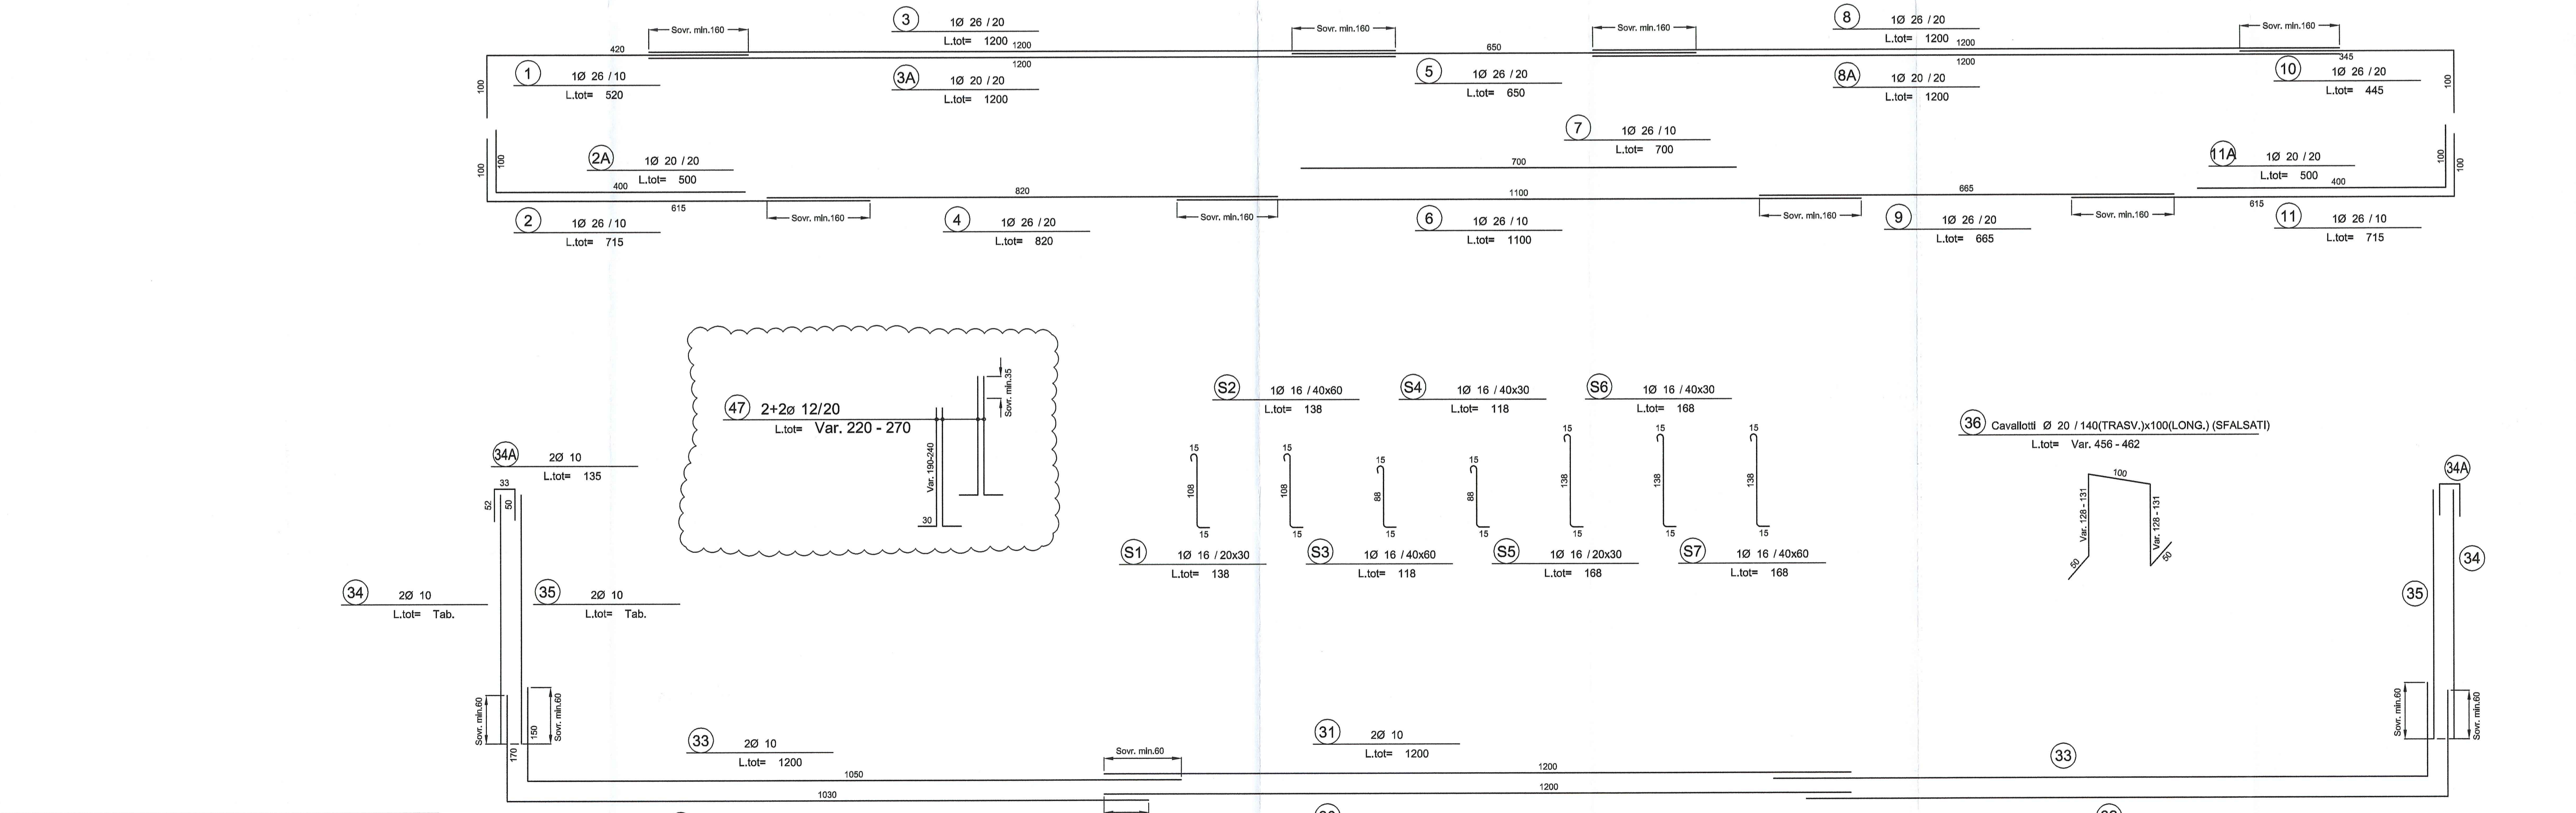 3 1Ø 26 / 20
L.tot= 1200
8 1Ø 26 / 20
L.tot= 1200
Sovr. min.160
Sovr. min.160
Sovr. min.160
Sovr. min.160
420
1200
1200
650
1200
1200
345
100
1 1Ø 26 / 10
L.tot= 520
3A 1Ø 20 / 20
L.tot= 1200
5 1Ø 26 / 20
L.tot= 650
8A 1Ø 20 / 20
L.tot= 1200
10 1Ø 26 / 20
L.tot= 445
100
7 1Ø 26 / 10
L.tot= 700
700
100
100
2A 1Ø 20 / 20
L.tot= 500
400
11A 1Ø 20 / 20
L.tot= 500
400
100
100
615
820
1100
665
615
Sovr. min.160
Sovr. min.160
Sovr. min.160
Sovr. min.160
2 1Ø 26 / 10
L.tot= 715
4 1Ø 26 / 20
L.tot= 820
6 1Ø 26 / 10
L.tot= 1100
9 1Ø 26 / 20
L.tot= 665
11 1Ø 26 / 10
L.tot= 715
47 2+2ø 12/20
L.tot= Var. 220 - 270
Var. 190-240
30
Sovr. min.35
S2 1Ø 16 / 40x60
L.tot= 138
S4 1Ø 16 / 40x30
L.tot= 118
S6 1Ø 16 / 40x30
L.tot= 168
15
108
15
15
108
15
15
88
15
15
88
15
15
138
15
15
138
15
15
138
15
S1 1Ø 16 / 20x30
L.tot= 138
S3 1Ø 16 / 40x60
L.tot= 118
S5 1Ø 16 / 20x30
L.tot= 168
S7 1Ø 16 / 40x60
L.tot= 168
36 Cavallotti Ø 20 / 140(TRASV.)x100(LONG.) (SFALSATI)
L.tot= Var. 456 - 462
100
Var. 128 - 131
Var. 128 - 131
50
50
34A 2Ø 10
L.tot= 135
33
52
50
34 2Ø 10
L.tot= Tab.
35 2Ø 10
L.tot= Tab.
Sovr. min.60
150
Sovr. min.60
170
34A
34
35
Sovr. min.60
Sovr. min.60
33 2Ø 10
L.tot= 1200
31 2Ø 10
L.tot= 1200
Sovr. min.60
1050
1200
33
1030
1200